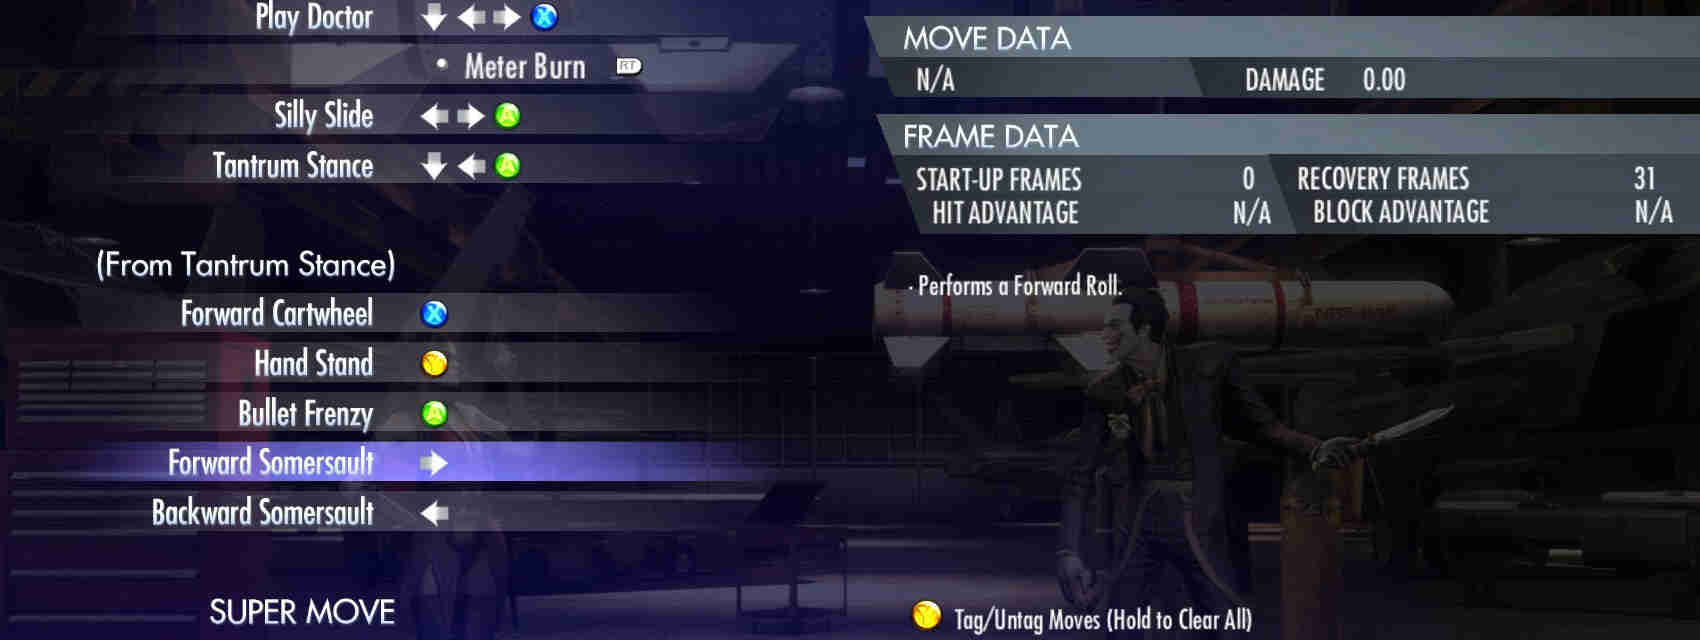 Play Doctor X
• Meter Burn RT
Silly Slide A
Tantrum Stance A
(From Tantrum Stance)
Forward Cartwheel X
Hand Stand Y
Bullet Frenzy A
Forward Somersault
Backward Somersault
SUPER MOVE
MOVE DATA
N/A DAMAGE 0.00
FRAME DATA
START-UP FRAMES 0 RECOVERY FRAMES 31
HIT ADVANTAGE N/A BLOCK ADVANTAGE N/A
· Performs a Forward Roll.
Y Tag/Untag Moves (Hold to Clear All)